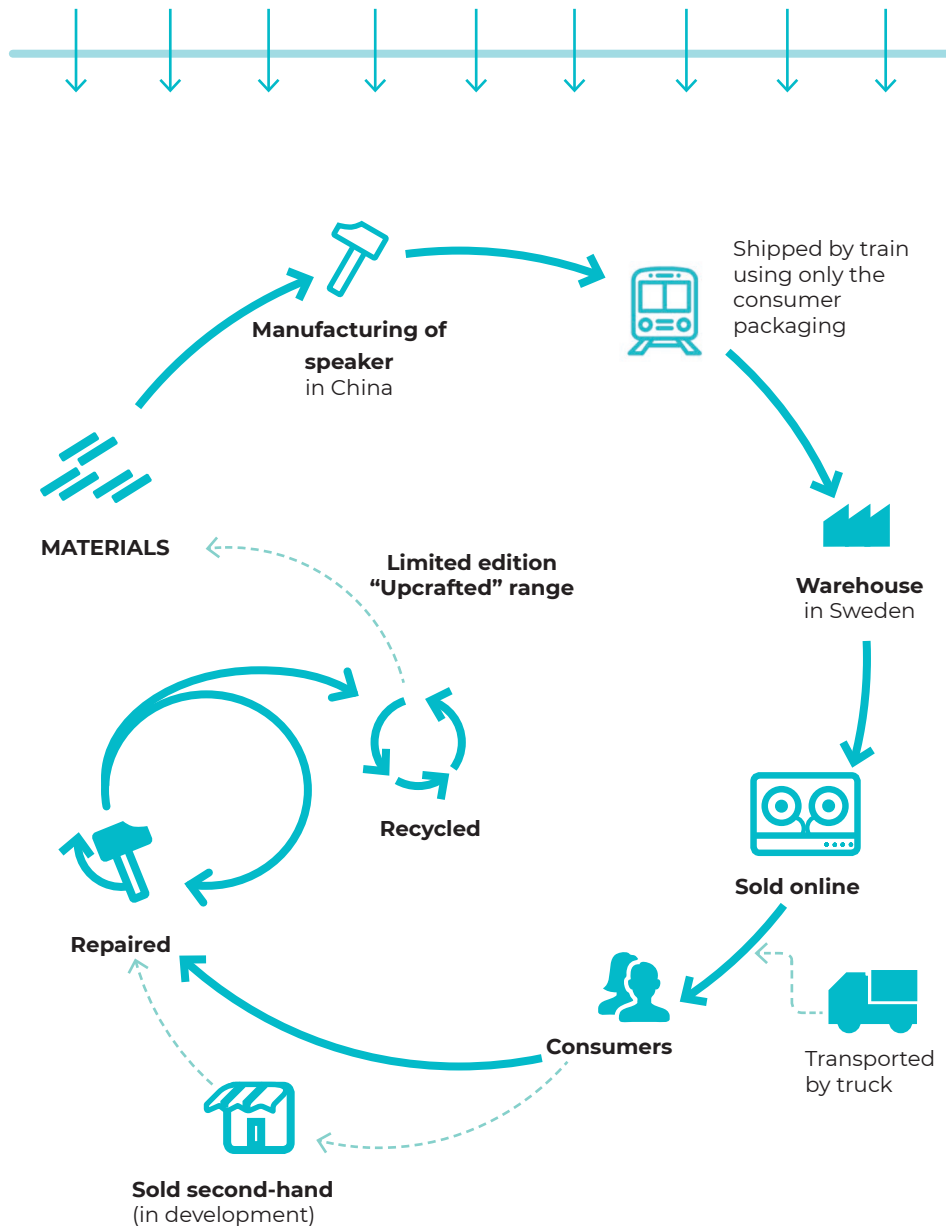 Shipped by train
using only the
consumer
packaging
Manufacturing of
speaker
in China
MATERIALS
Limited edition
“Upcrafted” range
Warehouse
in Sweden
Recycled
Sold online
Repaired
Consumers
Transported
by truck
Sold second-hand
(in development)